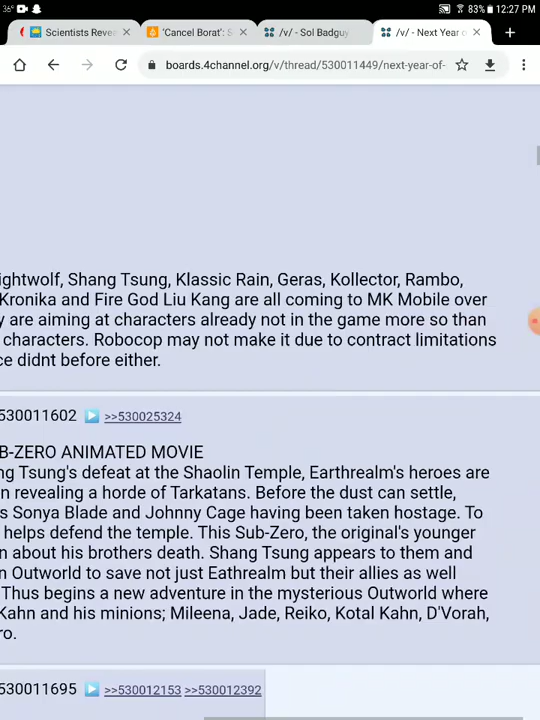 36° 83% 12:27 PM
Scientists Revea × 'Cancel Borat': S × /v/ - Sol Badguy /v/ - Next Year o × +
boards.4channel.org/v/thread/530011449/next-year-of-
ightwolf, Shang Tsung, Klassic Rain, Geras, Kollector, Rambo,
Kronika and Fire God Liu Kang are all coming to MK Mobile over
y are aiming at characters already not in the game more so than
characters. Robocop may not make it due to contract limitations
ce didnt before either.
530011602 >>530025324
B-ZERO ANIMATED MOVIE
ng Tsung's defeat at the Shaolin Temple, Earthrealm's heroes are
n revealing a horde of Tarkatans. Before the dust can settle,
s Sonya Blade and Johnny Cage having been taken hostage. To
helps defend the temple. This Sub-Zero, the original's younger
n about his brothers death. Shang Tsung appears to them and
n Outworld to save not just Eathrealm but their allies as well
Thus begins a new adventure in the mysterious Outworld where
Kahn and his minions; Mileena, Jade, Reiko, Kotal Kahn, D'Vorah,
ro.
530011695 >>530012153 >>530012392